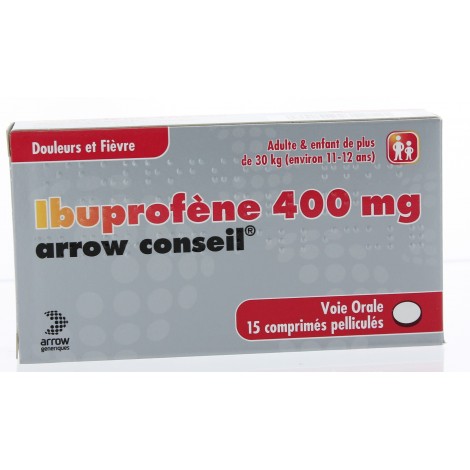 Douleurs et Fièvre
Adulte & enfant de plus
de 30 kg (environ 11-12 ans)
Ibuprofène 400 mg
arrow conseil®
Voie Orale
15 comprimés pelliculés
arrow
génériques